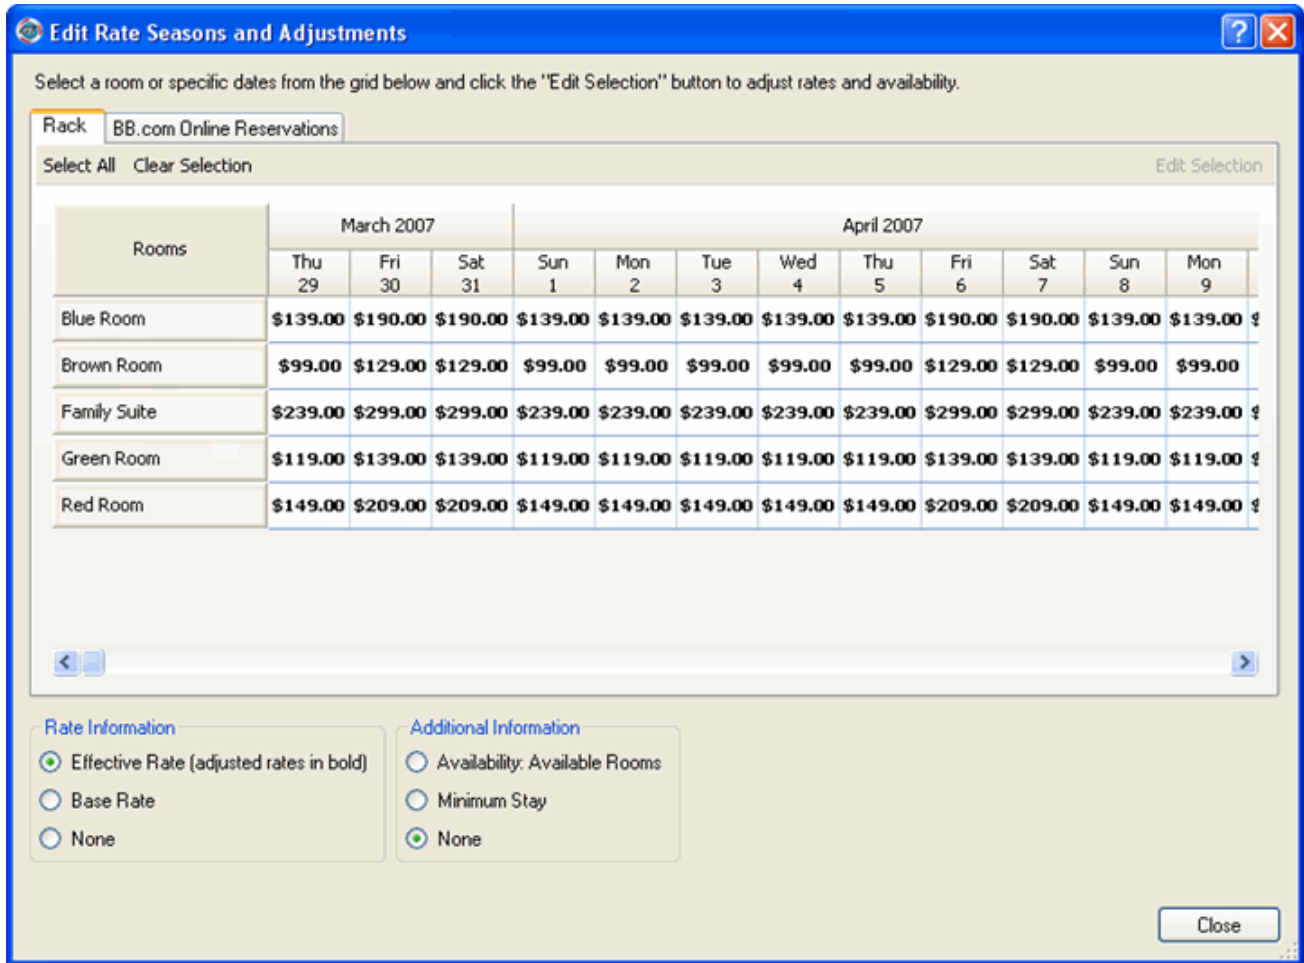 Edit Rate Seasons and Adjustments
Select a room or specific dates from the grid below and click the "Edit Selection" button to adjust rates and availability.
Rack BB.com Online Reservations
Select All Clear Selection Edit Selection
Rooms March 2007 April 2007
Thu Fri Sat Sun Mon Tue Wed Thu Fri Sat Sun Mon
29 30 31 1 2 3 4 5 6 7 8 9
Blue Room $139.00 $190.00 $190.00 $139.00 $139.00 $139.00 $139.00 $139.00 $190.00 $190.00 $139.00 $139.00
Brown Room $99.00 $129.00 $129.00 $99.00 $99.00 $99.00 $99.00 $99.00 $129.00 $129.00 $99.00 $99.00
Family Suite $239.00 $299.00 $299.00 $239.00 $239.00 $239.00 $239.00 $239.00 $299.00 $299.00 $239.00 $239.00
Green Room $119.00 $139.00 $139.00 $119.00 $119.00 $119.00 $119.00 $119.00 $139.00 $139.00 $119.00 $119.00
Red Room $149.00 $209.00 $209.00 $149.00 $149.00 $149.00 $149.00 $149.00 $209.00 $209.00 $149.00 $149.00
Rate Information Additional Information
Effective Rate (adjusted rates in bold) Availability: Available Rooms
Base Rate Minimum Stay
None None
Close